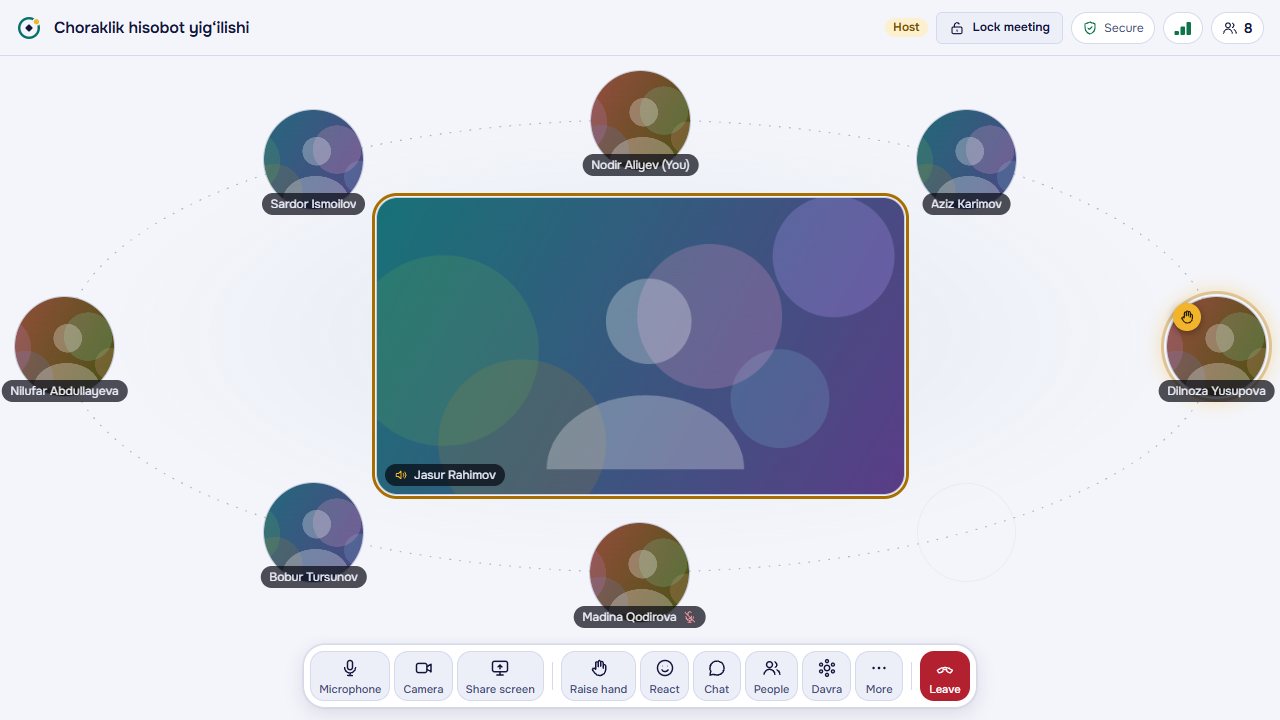 Choraklik hisobot yig‘ilishi
Host
Lock meeting
Secure
8
Nodir Aliyev (You)
Sardor Ismoilov
Aziz Karimov
Nilufar Abdullayeva
Dilnoza Yusupova
Jasur Rahimov
Bobur Tursunov
Madina Qodirova
Microphone
Camera
Share screen
Raise hand
React
Chat
People
Davra
More
Leave